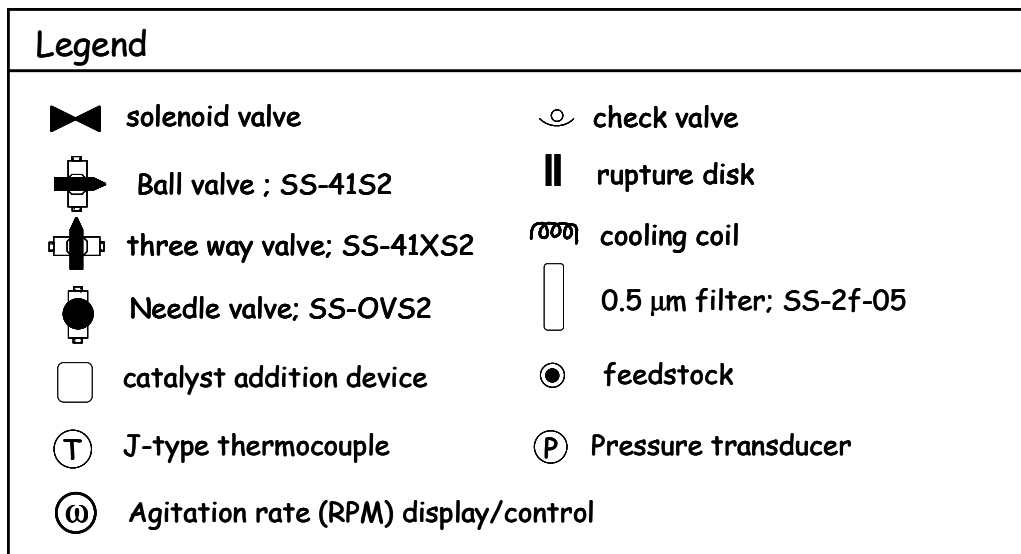 Legend
solenoid valve
Ball valve ; SS-41S2
three way valve; SS-41XS2
Needle valve; SS-OVS2
catalyst addition device
T J-type thermocouple
ω Agitation rate (RPM) display/control
check valve
rupture disk
cooling coil
0.5 μm filter; SS-2f-05
feedstock
P Pressure transducer